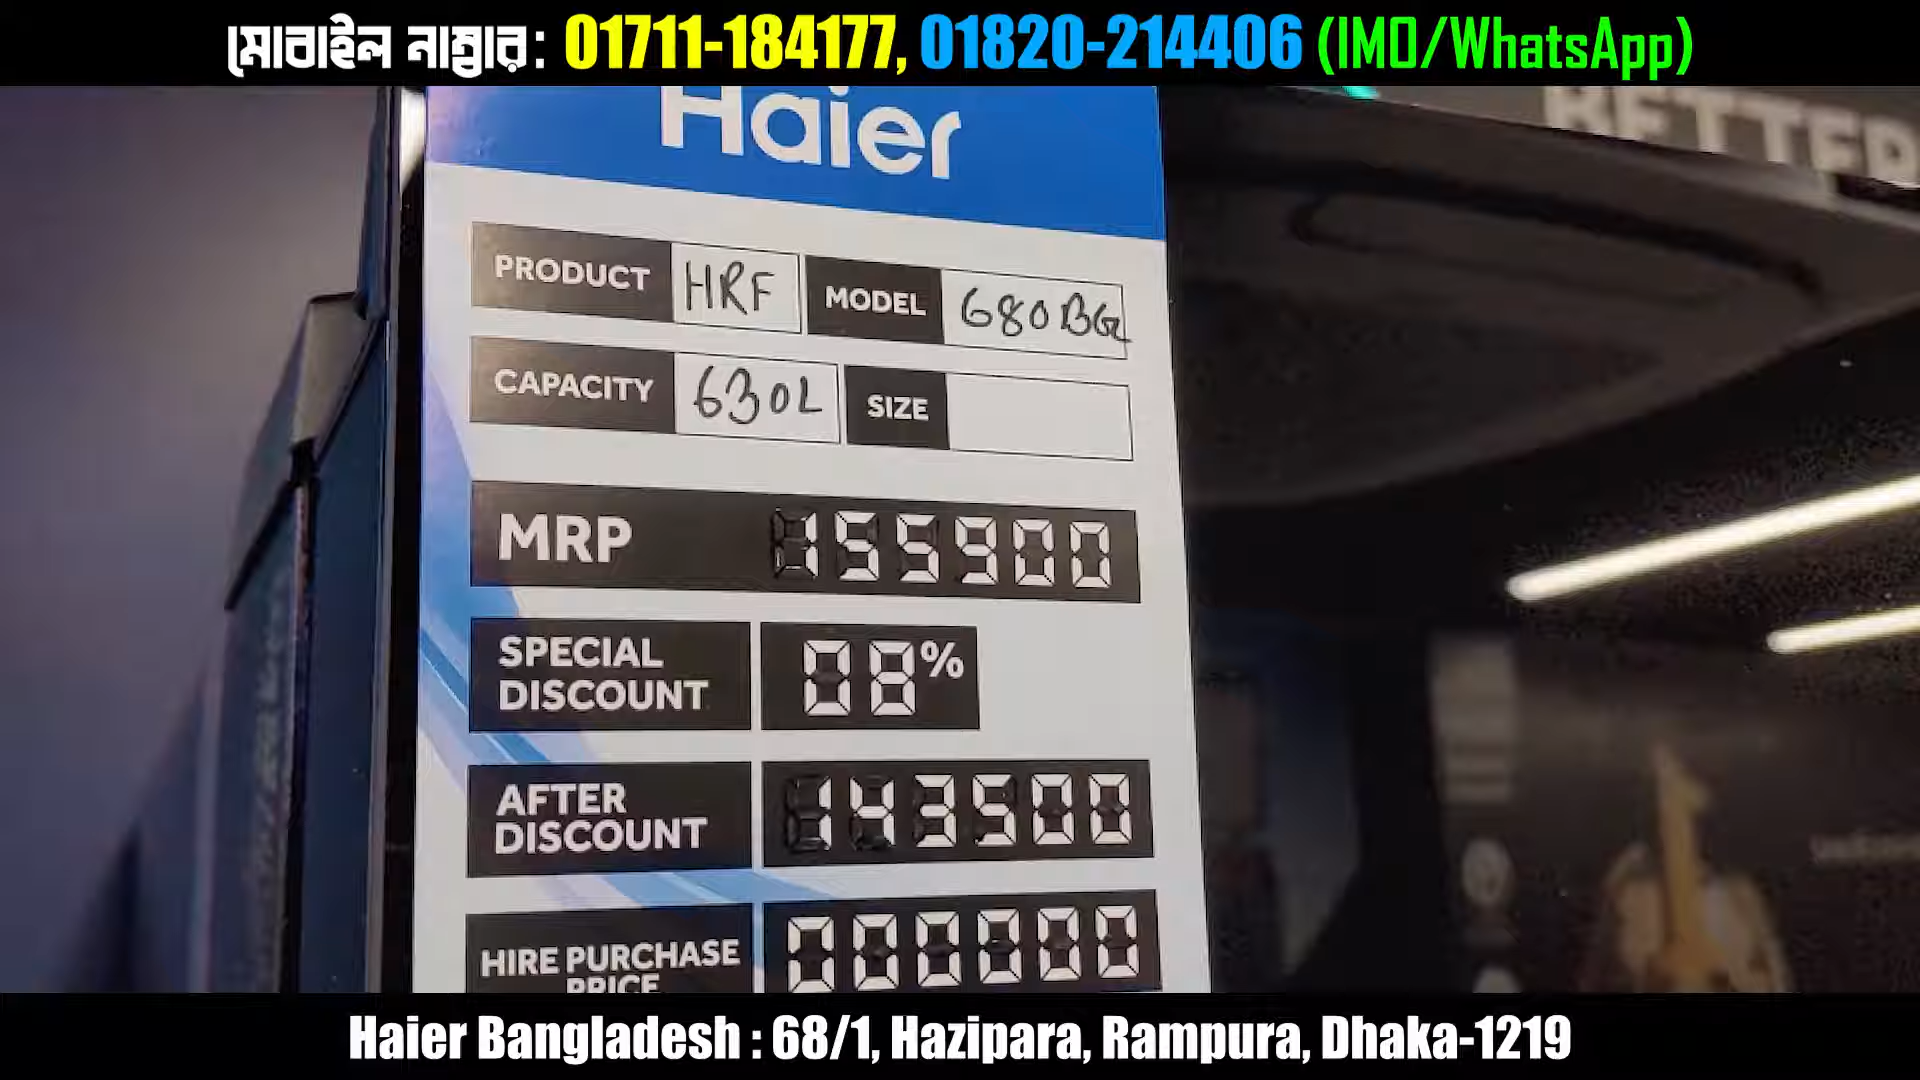 মোবাইল নাম্বার: 01711-184177, 01820-214406 (IMO/WhatsApp)
Haier
BETTER
PRODUCT HRF MODEL 680BG
CAPACITY 630L SIZE
MRP 155900
SPECIAL DISCOUNT 08%
AFTER DISCOUNT 143500
HIRE PURCHASE PRICE 000000
Haier Bangladesh : 68/1, Hazipara, Rampura, Dhaka-1219